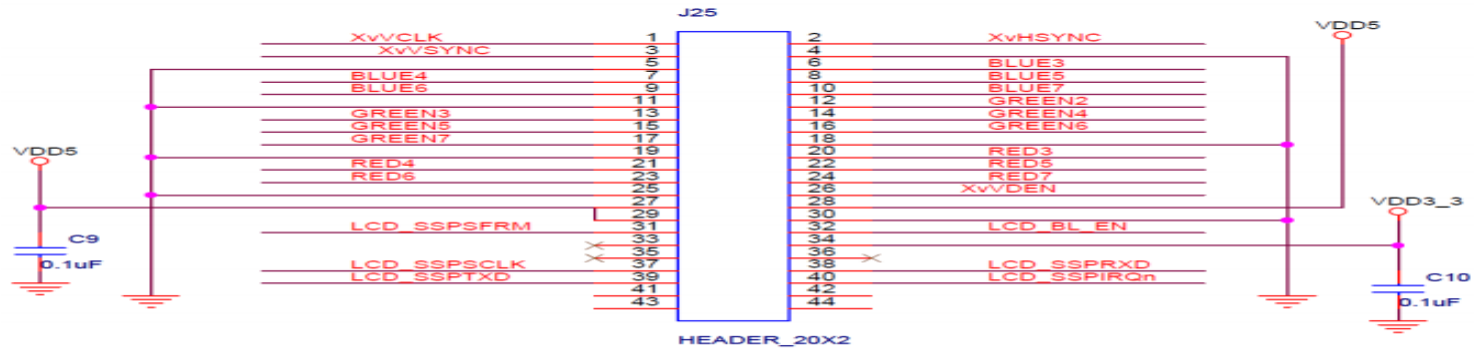 J25
VDD5
XvVCLK 1 2 XvHSYNC
XvVSYNC 3 4
5 6 BLUE3
BLUE4 7 8 BLUE5
BLUE6 9 10 BLUE7
11 12 GREEN2
GREEN3 13 14 GREEN4
GREEN5 15 16 GREEN6
GREEN7 17 18
VDD5 19 20 RED3
RED4 21 22 RED5
RED6 23 24 RED7
25 26 XvVDEN
27 28
29 30 VDD3_3
LCD_SSPSFRM 31 32 LCD_BL_EN
C9 33 34
35 36
0.1uF LCD_SSPSCLK 37 38 LCD_SSPRXD
LCD_SSPTXD 39 40 LCD_SSPIRQn C10
41 42
43 44 0.1uF
HEADER_20X2